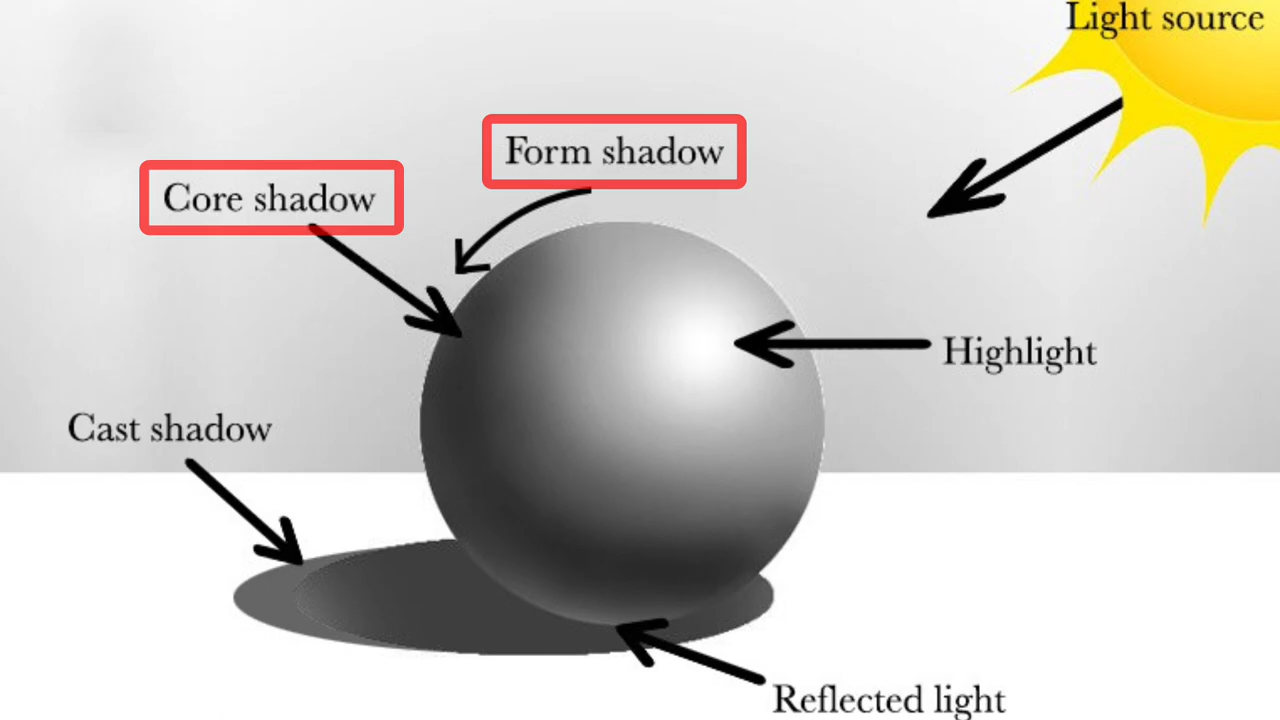 Light source
Form shadow
Core shadow
Highlight
Cast shadow
Reflected light